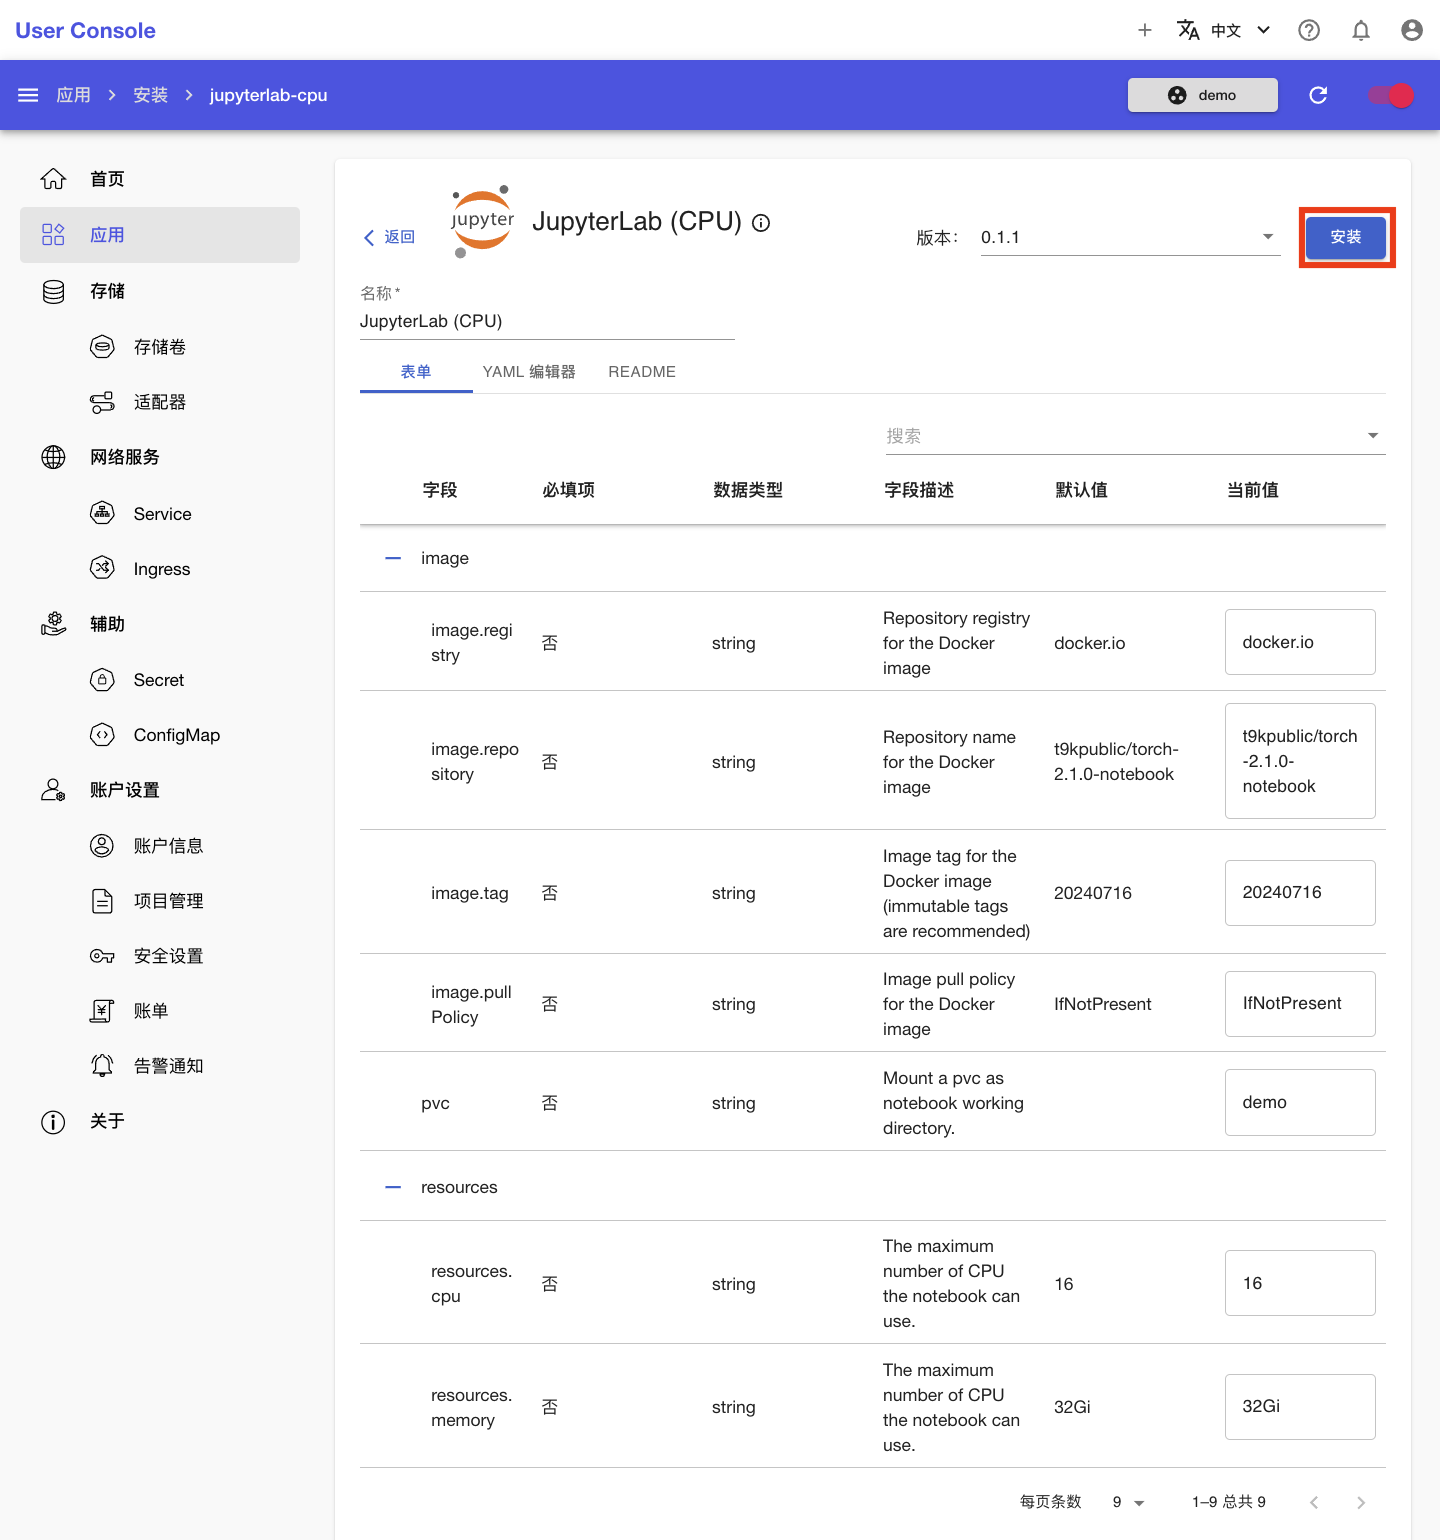 User Console
中文
应用
安装
jupyterlab-cpu
demo
首页
应用
存储
存储卷
适配器
网络服务
Service
Ingress
辅助
Secret
ConfigMap
账户设置
账户信息
项目管理
安全设置
账单
告警通知
关于
返回
jupyter
JupyterLab (CPU)
版本：
0.1.1
安装
名称 *
JupyterLab (CPU)
表单
YAML 编辑器
README
搜索
字段
必填项
数据类型
字段描述
默认值
当前值
image
image.regi
stry
否
string
Repository registry
for the Docker
image
docker.io
docker.io
image.repo
sitory
否
string
Repository name
for the Docker
image
t9kpublic/torch-
2.1.0-notebook
t9kpublic/torch
-2.1.0-
notebook
image.tag
否
string
Image tag for the
Docker image
(immutable tags
are recommended)
20240716
20240716
image.pull
Policy
否
string
Image pull policy
for the Docker
image
IfNotPresent
IfNotPresent
pvc
否
string
Mount a pvc as
notebook working
directory.
demo
resources
resources.
cpu
否
string
The maximum
number of CPU
the notebook can
use.
16
16
resources.
memory
否
string
The maximum
number of CPU
the notebook can
use.
32Gi
32Gi
每页条数
9
1–9 总共 9